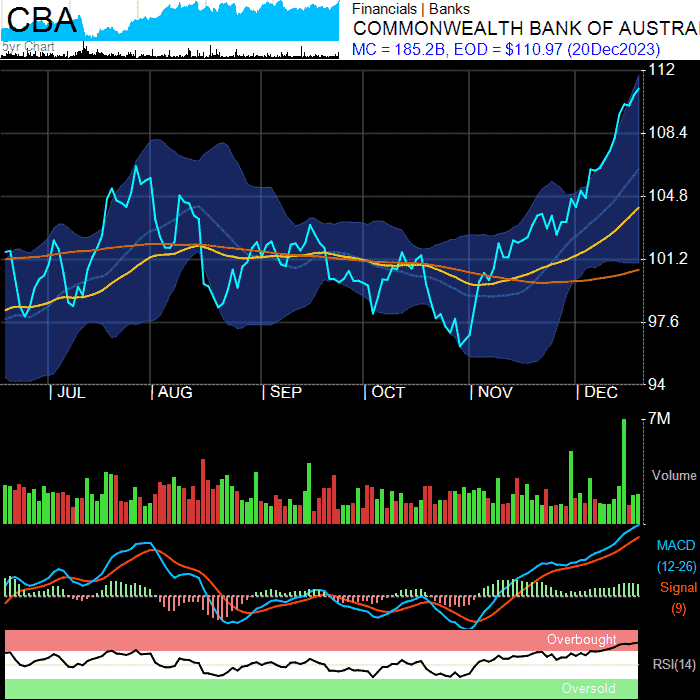 CBA
5yr Chart
Financials | Banks
COMMONWEALTH BANK OF AUSTRA
MC = 185.2B, EOD = $110.97 (20Dec2023)
112
108.4
104.8
101.2
97.6
94
| JUL | AUG | SEP | OCT | NOV | DEC
7M
Volume
MACD
(12-26)
Signal
(9)
Overbought
RSI(14)
Oversold